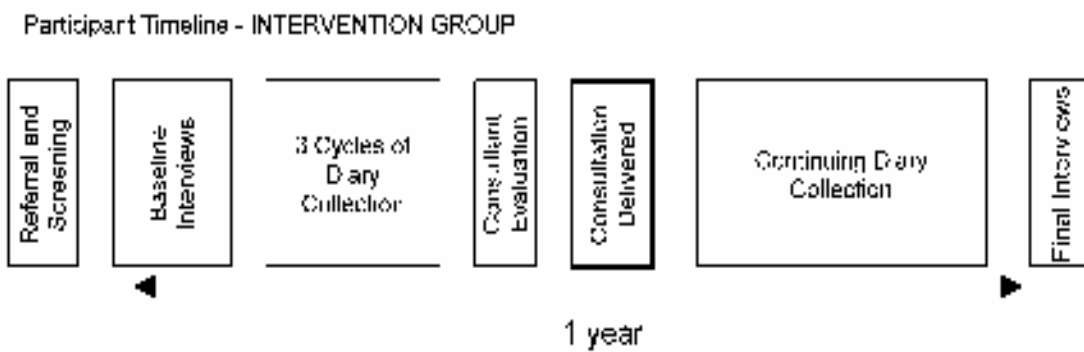 Participant Timeline - INTERVENTION GROUP
Referral and
Screening
Baseline
Interviews
3 Cycles of
Diary
Collection
Consultant
Evaluation
Consultation
Delivered
Continuing Diary
Collection
Final Interviews
1 year